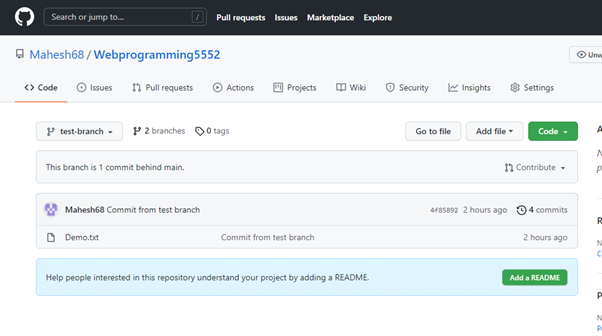 Search or jump to... / Pull requests Issues Marketplace Explore
Mahesh68 / Webprogramming5552
Code Issues Pull requests Actions Projects Wiki Security Insights Settings
test-branch 2 branches 0 tags Go to file Add file Code
This branch is 1 commit behind main. Contribute
Mahesh68 Commit from test branch 4f85892 2 hours ago 4 commits
Demo.txt Commit from test branch 2 hours ago
Help people interested in this repository understand your project by adding a README. Add a README